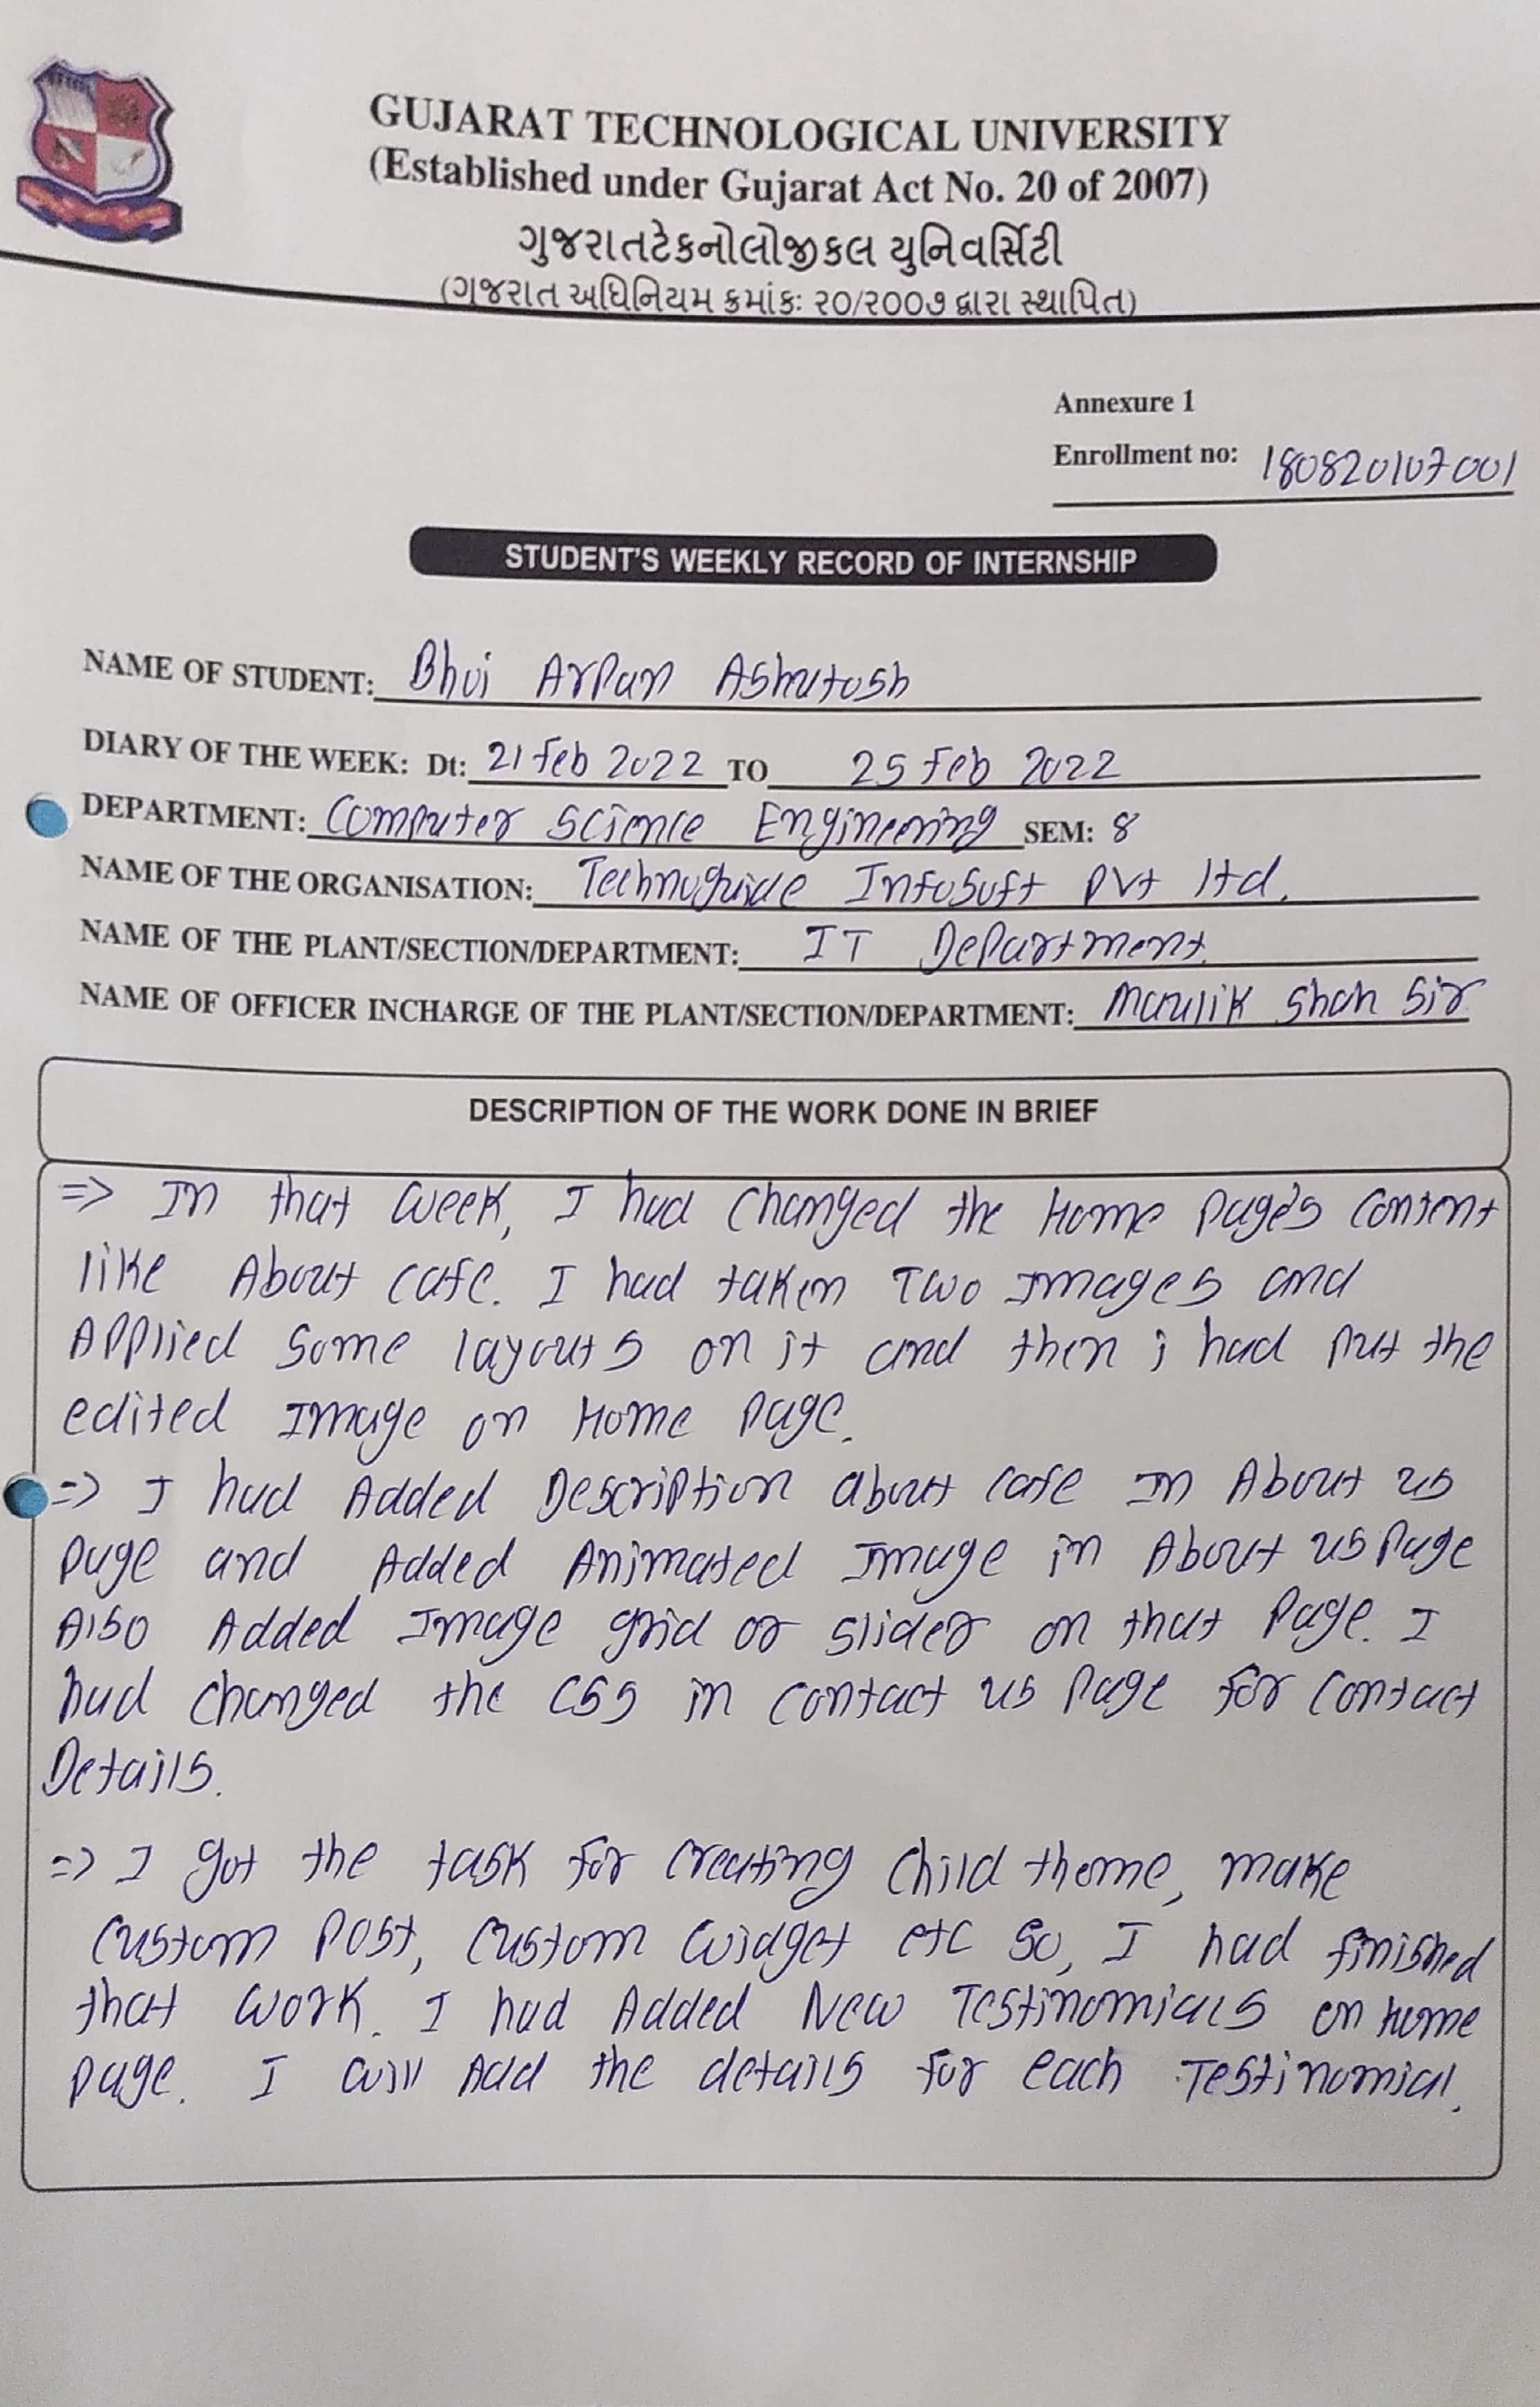 GUJARAT TECHNOLOGICAL UNIVERSITY
(Established under Gujarat Act No. 20 of 2007)
ગુજરાતટેકનોલોજીકલ યુનિવર્સિટી
(ગુજરાત અધિનિયમ ક્રમાંકઃ ૨૦/૨૦૦૭ દ્વારા સ્થાપિત)
Annexure 1
Enrollment no: 180820107001
STUDENT'S WEEKLY RECORD OF INTERNSHIP
NAME OF STUDENT: Bhoi Arpan Ashutosh
DIARY OF THE WEEK: Dt: 21 Feb 2022 TO 25 Feb 2022
DEPARTMENT: Computer Science Engineering SEM: 8
NAME OF THE ORGANISATION: Technoguide Infosoft Pvt ltd.
NAME OF THE PLANT/SECTION/DEPARTMENT: IT Department.
NAME OF OFFICER INCHARGE OF THE PLANT/SECTION/DEPARTMENT: Maulik Shah Sir
DESCRIPTION OF THE WORK DONE IN BRIEF
=> In that week, I had changed the Home page's content
like About cafe. I had taken Two Images and
Applied some layouts on it and then i had put the
edited Image on Home page.
=> I had Added Description about cafe In About us
page and Added Animated Image in About us Page
Also Added Image grid or slider on that Page. I
had changed the CSS in contact us Page for contact
Details.
=> I got the task for creating child theme, make
custom Post, custom widget etc So, I had finished
that work. I had Added New Testinomials on home
page. I will Add the details for each Testinomial.